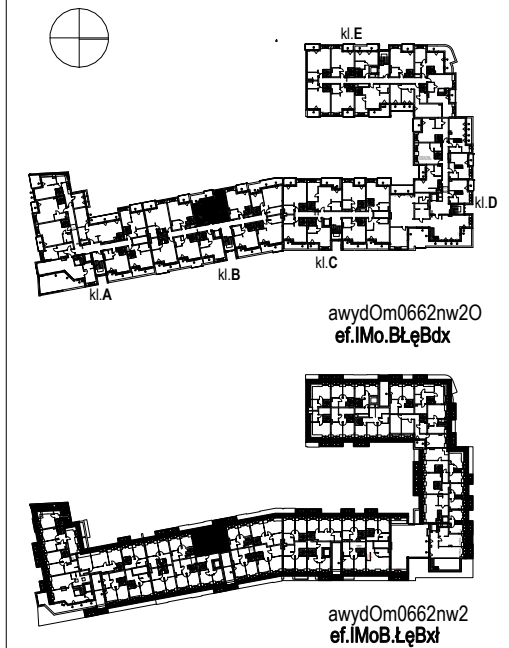 kl.E
kl.D
kl.C
kl.B
kl.A
awydOm0662nw2O
ef.lMo.BŁęBdx
awydOm0662nw2
ef.lMoB.ŁęBxł